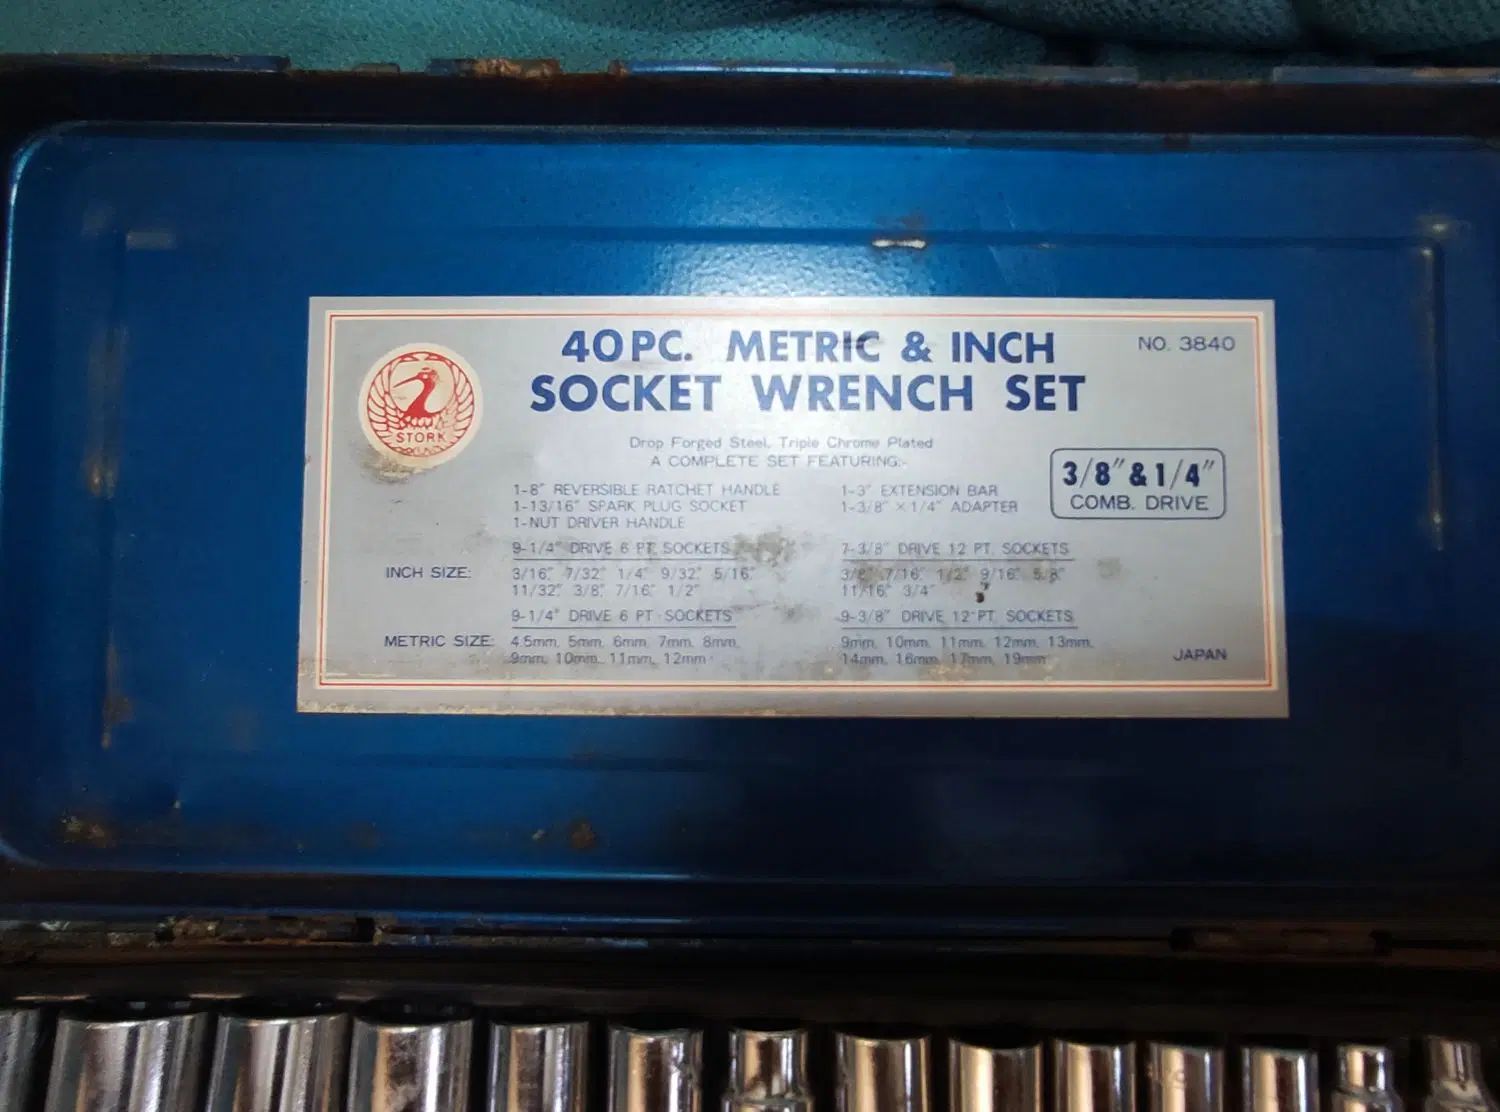 40PC. METRIC & INCH
SOCKET WRENCH SET
NO. 3840
STORK
Drop Forged Steel, Triple Chrome Plated
A COMPLETE SET FEATURING:-
3/8" & 1/4"
COMB. DRIVE
1-8" REVERSIBLE RATCHET HANDLE
1-13/16" SPARK PLUG SOCKET
1-NUT DRIVER HANDLE
1-3" EXTENSION BAR
1-3/8" × 1/4" ADAPTER
9-1/4" DRIVE 6 PT. SOCKETS
7-3/8" DRIVE 12 PT. SOCKETS
INCH SIZE:
3/16" 7/32" 1/4" 9/32" 5/16"
11/32" 3/8" 7/16" 1/2"
3/8" 7/16" 1/2" 9/16" 5/8"
11/16" 3/4"
9-1/4" DRIVE 6 PT. SOCKETS
9-3/8" DRIVE 12 PT. SOCKETS
METRIC SIZE:
4.5mm, 5mm, 6mm, 7mm, 8mm,
9mm, 10mm, 11mm, 12mm
9mm, 10mm, 11mm, 12mm, 13mm,
14mm, 16mm, 17mm, 19mm
JAPAN